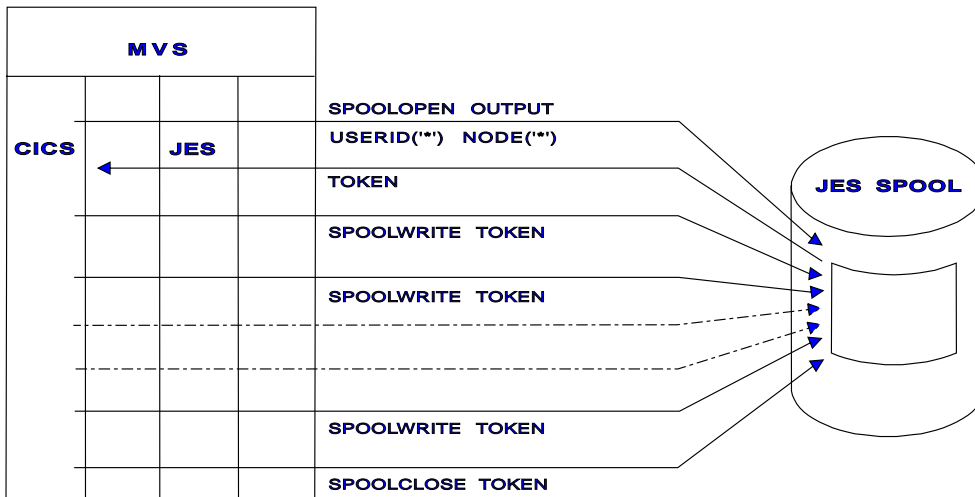 MVS
SPOOLOPEN OUTPUT
USERID('*') NODE('*')
CICS
JES
TOKEN
JES SPOOL
SPOOLWRITE TOKEN
SPOOLWRITE TOKEN
SPOOLWRITE TOKEN
SPOOLCLOSE TOKEN